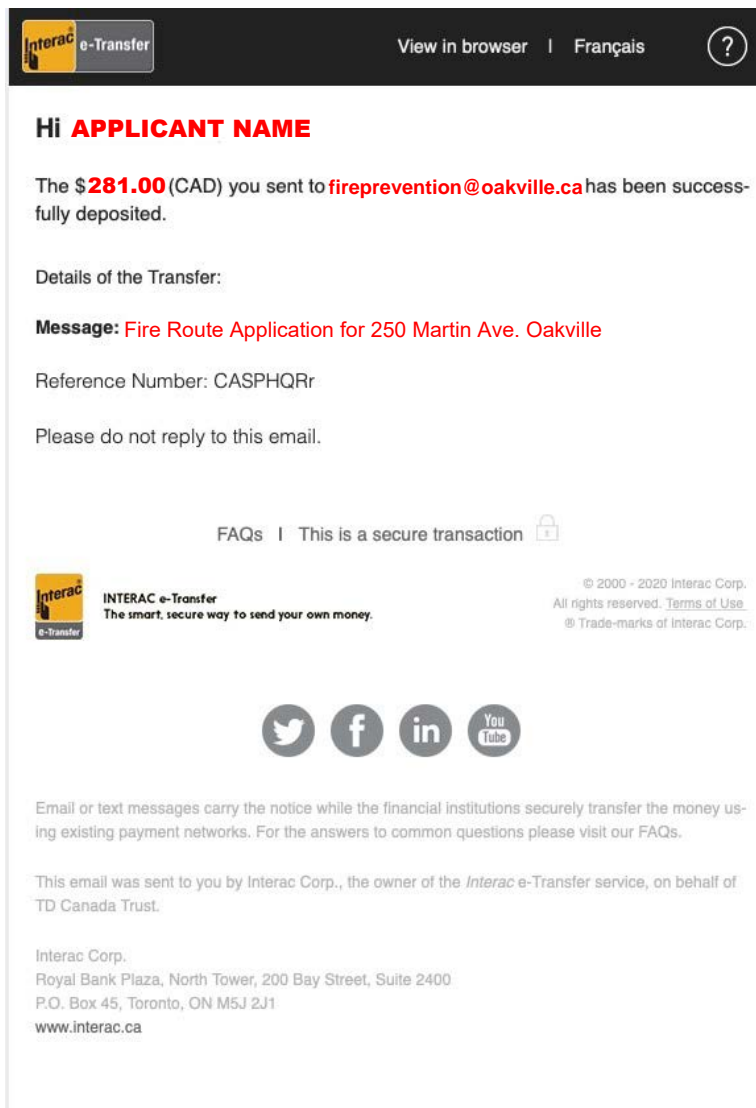 Interac e-Transfer
View in browser | Français ?
Hi APPLICANT NAME
The $281.00 (CAD) you sent to fireprevention@oakville.ca has been success-
fully deposited.
Details of the Transfer:
Message: Fire Route Application for 250 Martin Ave. Oakville
Reference Number: CASPHQRr
Please do not reply to this email.
FAQs | This is a secure transaction
Interac
e-Transfer
INTERAC e-Transfer
The smart, secure way to send your own money.
© 2000 - 2020 Interac Corp.
All rights reserved. Terms of Use
® Trade-marks of Interac Corp.
f in You Tube
Email or text messages carry the notice while the financial institutions securely transfer the money us-
ing existing payment networks. For the answers to common questions please visit our FAQs.
This email was sent to you by Interac Corp., the owner of the Interac e-Transfer service, on behalf of
TD Canada Trust.
Interac Corp.
Royal Bank Plaza, North Tower, 200 Bay Street, Suite 2400
P.O. Box 45, Toronto, ON M5J 2J1
www.interac.ca